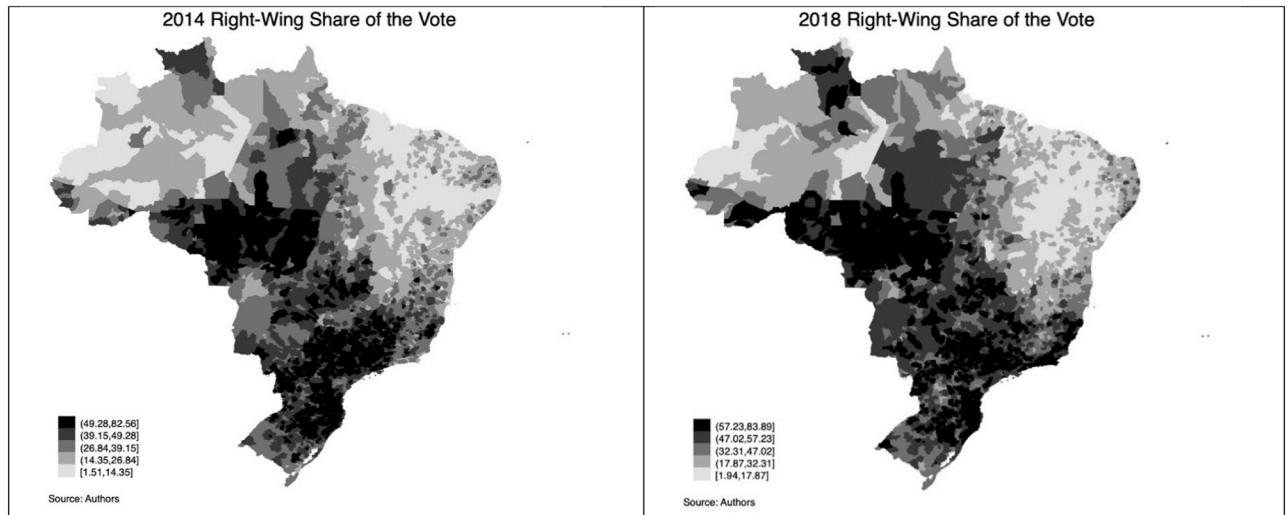 2014 Right-Wing Share of the Vote
(49.28,82.56]
(39.15,49.28]
(26.84,39.15]
(14.35,26.84]
[1.51,14.35]
Source: Authors
2018 Right-Wing Share of the Vote
(57.23,83.89]
(47.02,57.23]
(32.31,47.02]
(17.87,32.31]
[1.94,17.87]
Source: Authors